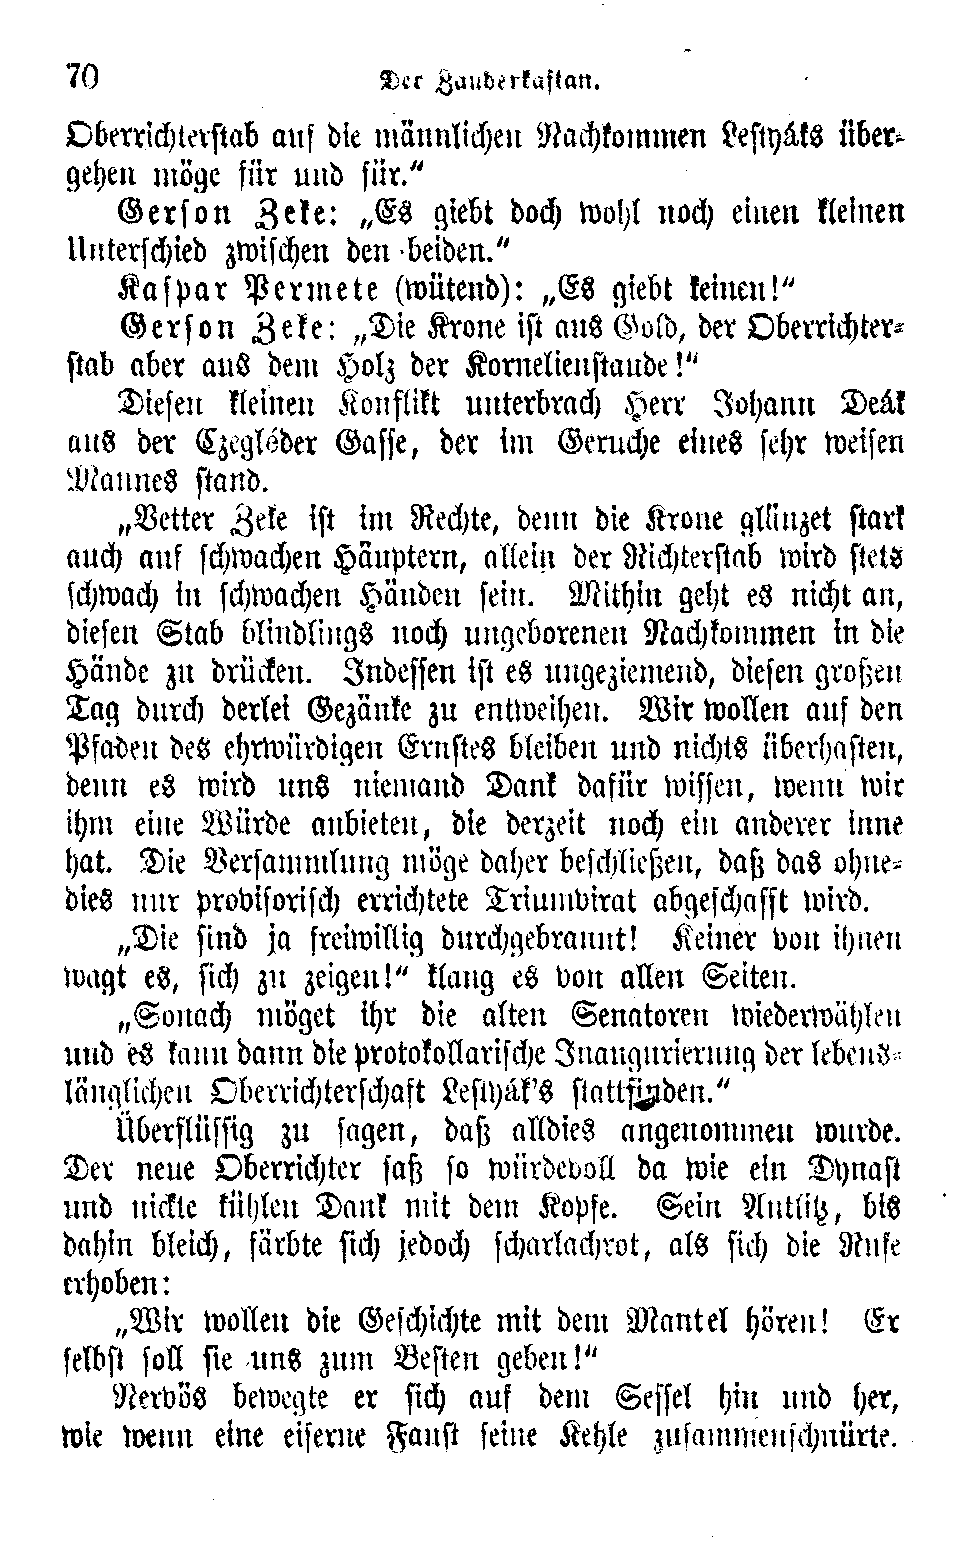 70 Der Zauberkaftan.
Oberrichterstab auf die männlichen Nachkommen Lestyáks über-
gehen möge für und für.“
Gerson Zeke: „Es giebt doch wohl noch einen kleinen
Unterschied zwischen den beiden.“
Kaspar Permete (wütend): „Es giebt keinen!“
Gerson Zeke: „Die Krone ist aus Gold, der Oberrichter-
stab aber aus dem Holz der Kornelienstaude!“
Diesen kleinen Konflikt unterbrach Herr Johann Deák
aus der Czegléder Gasse, der im Geruche eines sehr weisen
Mannes stand.
„Vetter Zeke ist im Rechte, denn die Krone glänzet stark
auch auf schwachen Häuptern, allein der Richterstab wird stets
schwach in schwachen Händen sein. Mithin geht es nicht an,
diesen Stab blindlings noch ungeborenen Nachkommen in die
Hände zu drücken. Indessen ist es ungeziemend, diesen großen
Tag durch derlei Gezänke zu entweihen. Wir wollen auf den
Pfaden des ehrwürdigen Ernstes bleiben und nichts überhasten,
denn es wird uns niemand Dank dafür wissen, wenn wir
ihm eine Würde anbieten, die derzeit noch ein anderer inne
hat. Die Versammlung möge daher beschließen, daß das ohne-
dies nur provisorisch errichtete Triumvirat abgeschafft wird.
„Die sind ja freiwillig durchgebrannt! Keiner von ihnen
wagt es, sich zu zeigen!“ klang es von allen Seiten.
„Sonach möget ihr die alten Senatoren wiederwählen
und es kann dann die protokollarische Inaugurierung der lebens-
länglichen Oberrichterschaft Lestyák's stattfinden.“
Überflüssig zu sagen, daß alldies angenommen wurde.
Der neue Oberrichter saß so würdevoll da wie ein Dynast
und nickte kühlen Dank mit dem Kopfe. Sein Antlitz, bis
dahin bleich, färbte sich jedoch scharlachrot, als sich die Rufe
erhoben:
„Wir wollen die Geschichte mit dem Mantel hören! Er
selbst soll sie uns zum Besten geben!“
Nervös bewegte er sich auf dem Sessel hin und her,
wie wenn eine eiserne Faust seine Kehle zusammenschnürte.